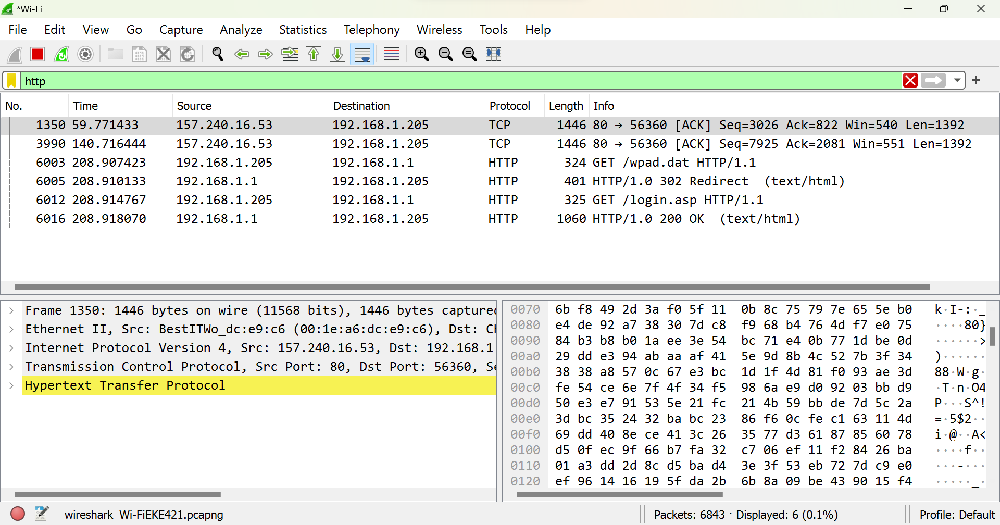 *Wi-Fi
File Edit View Go Capture Analyze Statistics Telephony Wireless Tools Help
http
No. Time Source Destination Protocol Length Info
1350 59.771433 157.240.16.53 192.168.1.205 TCP 1446 80 → 56360 [ACK] Seq=3026 Ack=822 Win=540 Len=1392
3990 140.716444 157.240.16.53 192.168.1.205 TCP 1446 80 → 56360 [ACK] Seq=7925 Ack=2081 Win=551 Len=1392
6003 208.907423 192.168.1.205 192.168.1.1 HTTP 324 GET /wpad.dat HTTP/1.1
6005 208.910133 192.168.1.1 192.168.1.205 HTTP 401 HTTP/1.0 302 Redirect (text/html)
6012 208.914767 192.168.1.205 192.168.1.1 HTTP 325 GET /login.asp HTTP/1.1
6016 208.918070 192.168.1.1 192.168.1.205 HTTP 1060 HTTP/1.0 200 OK (text/html)
Frame 1350: 1446 bytes on wire (11568 bits), 1446 bytes capture
Ethernet II, Src: BestITWo_dc:e9:c6 (00:1e:a6:dc:e9:c6), Dst:
Internet Protocol Version 4, Src: 157.240.16.53, Dst: 192.168.1
Transmission Control Protocol, Src Port: 80, Dst Port: 56360, S
Hypertext Transfer Protocol
0070 6b f8 49 2d 3a f0 5f 11 0b 8c 75 79 7e 65 5e b0 k·I-:·_
0080 e4 de 92 a7 38 30 7d c8 f9 68 b4 76 4d f7 e0 75 ····80}
0090 84 b3 b8 b0 1a ee 3e 54 bc 71 e4 0b 77 1d be 0d ······>
00a0 29 dd e3 94 ab aa af 41 5e 9d 8b 4c 52 7b 3f 34 )······
00b0 38 38 a8 57 0c 67 e3 bc 1d 1f 4d 81 f0 93 ae 3d 88·W·g·
00c0 fe 54 ce 6e 7f 4f 34 f5 98 6a e9 d0 92 03 bb d9 ·T·n·O4
00d0 50 e3 e7 91 53 5e 21 fc 21 4b 59 bb de 7d 5c 2a P···S^!
00e0 3d bc 35 24 32 ba bc 23 86 f6 0c fe c1 63 11 4d =·5$2··
00f0 69 dd 40 8e ce 41 3c 26 35 77 d3 61 87 85 60 78 i·@··A<
0100 d5 0f ec 9f 66 b7 fa 32 c7 06 ef 11 f2 84 26 ba ····f··
0110 01 a3 dd 2d 8c d5 ba d4 3e 3f 53 eb 72 7d c9 e0 ···-···
0120 ef 96 14 16 19 5f da 2b 6b 8a 09 be 43 90 15 f4 ·····_·
wireshark_Wi-FiEKE421.pcapng Packets: 6843 · Displayed: 6 (0.1%) Profile: Default